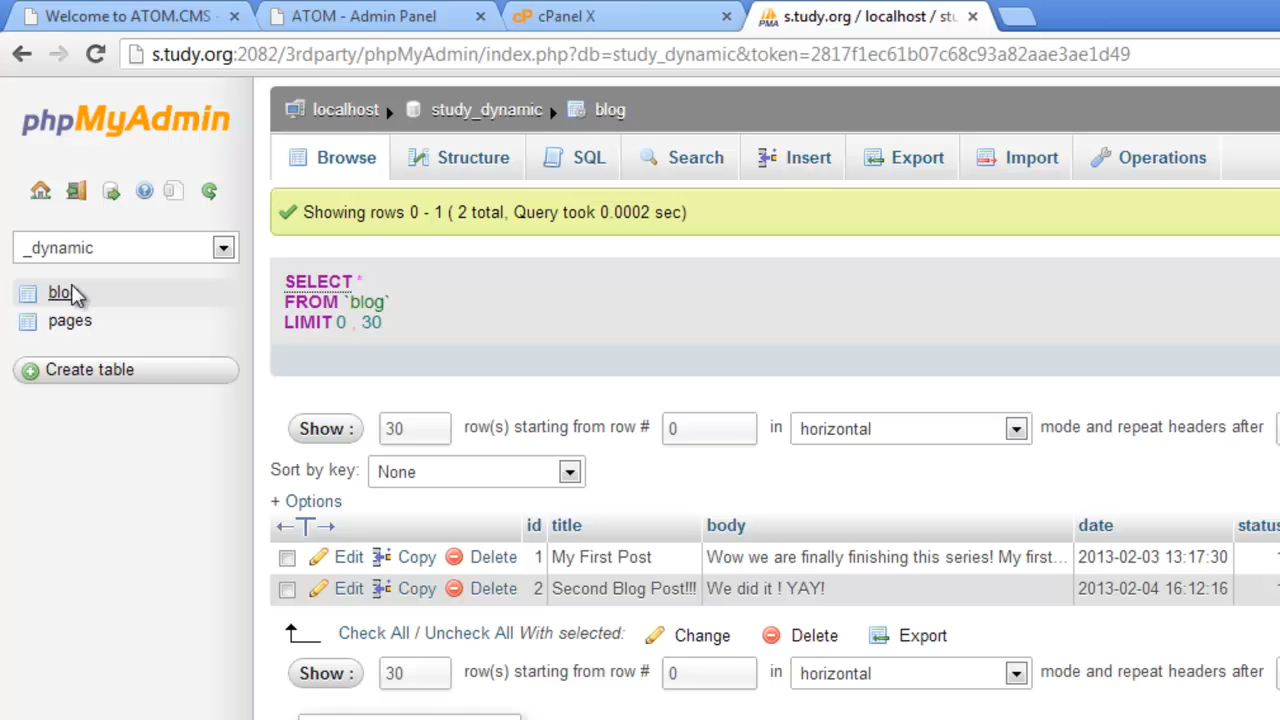 Welcome to ATOM.CMS
ATOM - Admin Panel
cP cPanel X
PMA s.study.org / localhost / stu
s.study.org:2082/3rdparty/phpMyAdmin/index.php?db=study_dynamic&token=2817f1ec61b07c68c93a82aae3ae1d49
phpMyAdmin
_dynamic
pages
Create table
localhost study_dynamic blog
Browse Structure SQL Search Insert Export Import Operations
Showing rows 0 - 1 ( 2 total, Query took 0.0002 sec)
SELECT *
FROM `blog`
LIMIT 0 , 30
Show : 30 row(s) starting from row # 0 in horizontal mode and repeat headers after
Sort by key: None
+ Options
←T→ id title body date status
Edit Copy Delete 1 My First Post Wow we are finally finishing this series! My first... 2013-02-03 13:17:30
Edit Copy Delete 2 Second Blog Post!!! We did it ! YAY! 2013-02-04 16:12:16
Check All / Uncheck All With selected: Change Delete Export
Show : 30 row(s) starting from row # 0 in horizontal mode and repeat headers after